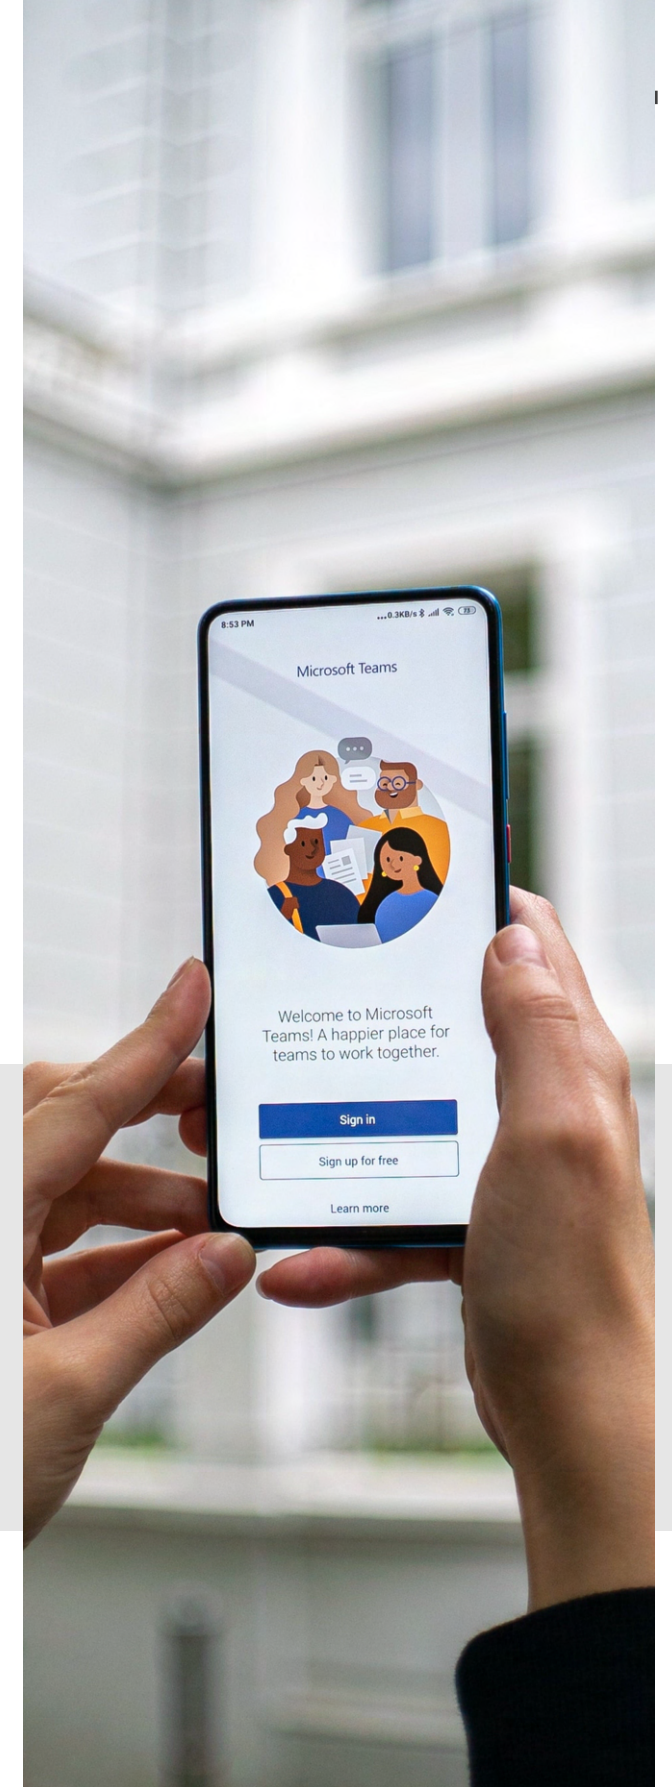 8:53 PM ...0.3KB/s
Microsoft Teams
Welcome to Microsoft
Teams! A happier place for
teams to work together.
Sign in
Sign up for free
Learn more